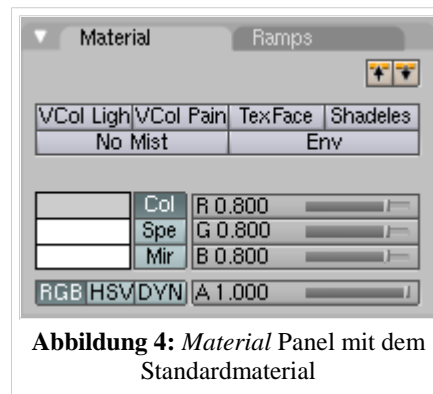 Material Ramps
VCol Ligh VCol Pain TexFace Shadeles
No Mist Env
Col R 0.800
Spe G 0.800
Mir B 0.800
RGB HSV DYN A 1.000
Abbildung 4: Material Panel mit dem
Standardmaterial